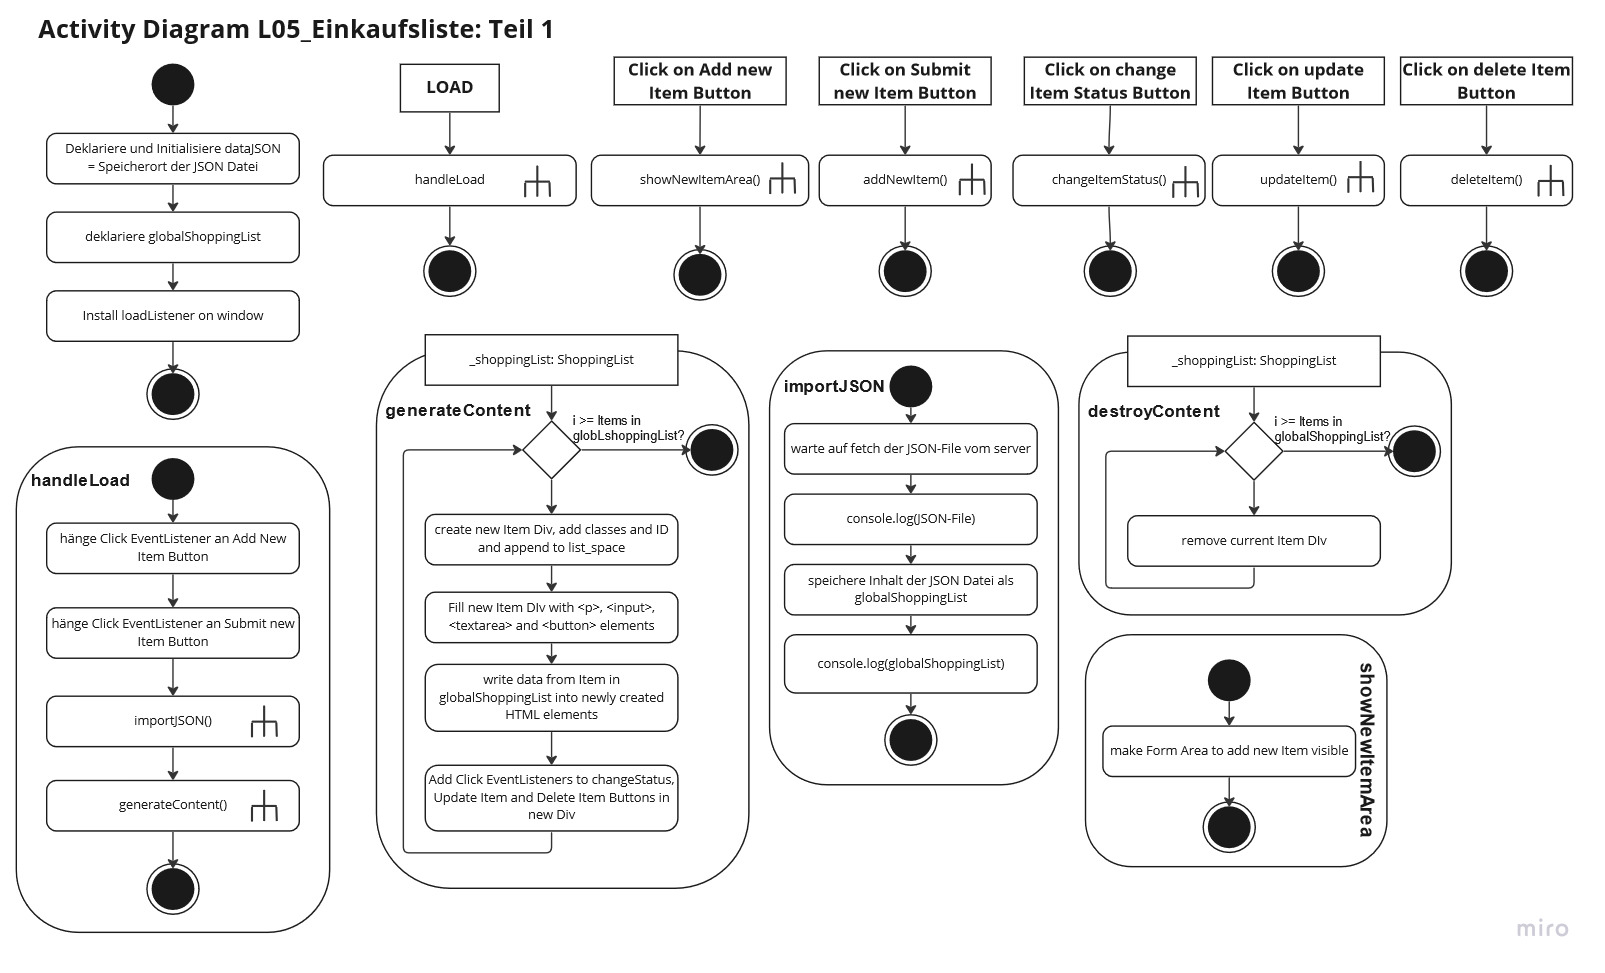 Activity Diagram L05_Einkaufsliste: Teil 1
Deklariere und Initialisiere dataJSON
= Speicherort der JSON Datei
deklariere globalShoppingList
Install loadListener on window
LOAD
handleLoad
Click on Add new
Item Button
showNewItemArea()
Click on Submit
new Item Button
addNewItem()
Click on change
Item Status Button
changeItemStatus()
Click on update
Item Button
updateItem()
Click on delete Item
Button
deleteItem()
handleLoad
hänge Click EventListener an Add New
Item Button
hänge Click EventListener an Submit new
Item Button
importJSON()
generateContent()
_shoppingList: ShoppingList
generateContent
i >= Items in
globLshoppingList?
create new Item Div, add classes and ID
and append to list_space
Fill new Item DIv with <p>, <input>,
<textarea> and <button> elements
write data from Item in
globalShoppingList into newly created
HTML elements
Add Click EventListeners to changeStatus,
Update Item and Delete Item Buttons in
new Div
importJSON
warte auf fetch der JSON-File vom server
console.log(JSON-File)
speichere Inhalt der JSON Datei als
globalShoppingList
console.log(globalShoppingList)
_shoppingList: ShoppingList
destroyContent
i >= Items in
globalShoppingList?
remove current Item DIv
showNewItemArea
make Form Area to add new Item visible
miro